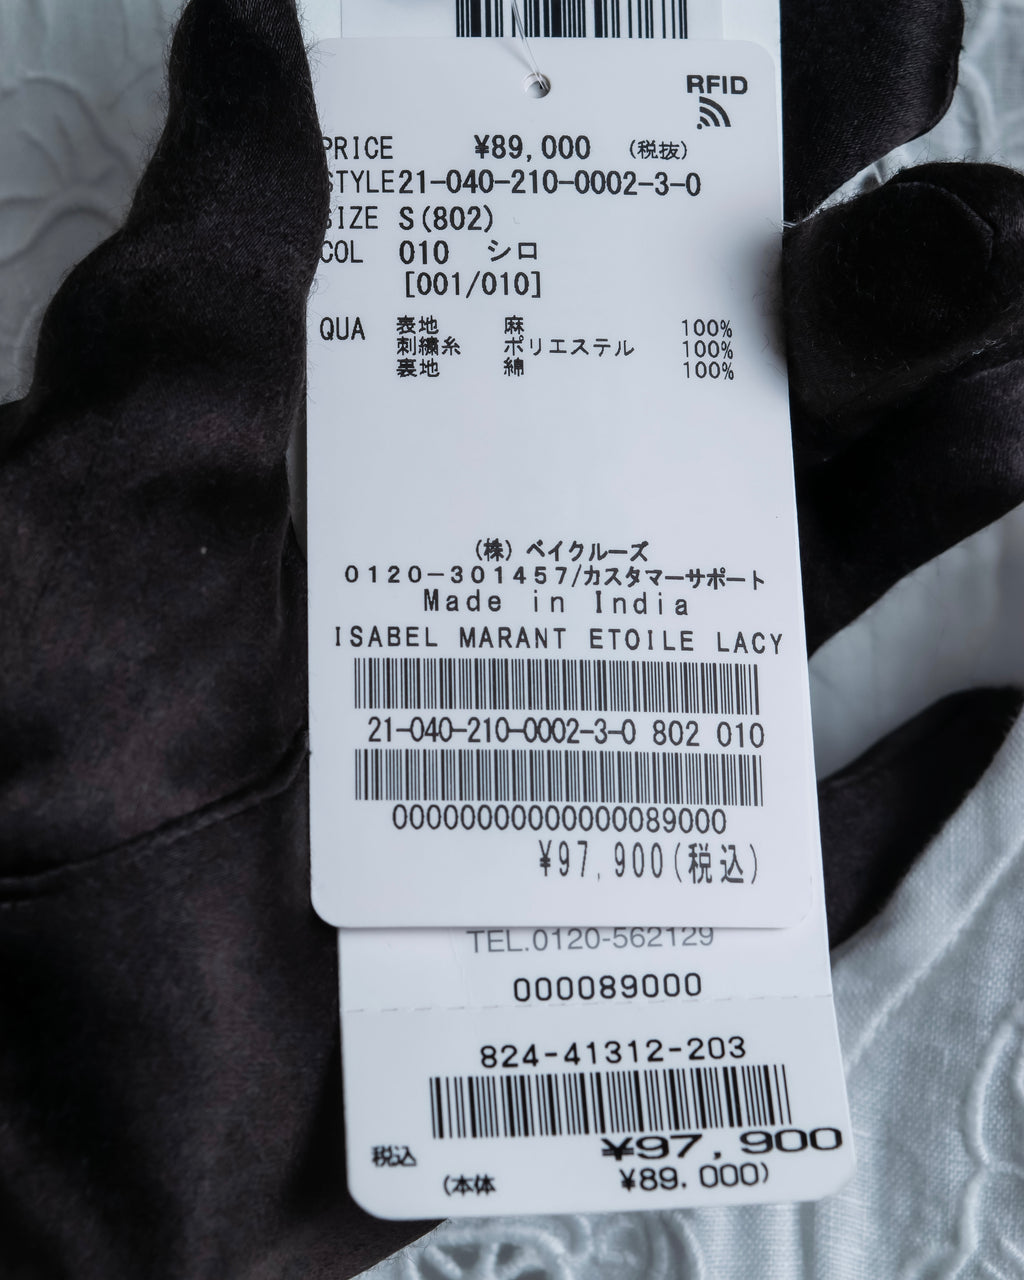 RFID
PRICE ¥89,000 (税抜)
STYLE 21-040-210-0002-3-0
SIZE S(802)
COL 010 シロ
[001/010]
QUA 表地 麻 100%
刺繍糸 ポリエステル 100%
裏地 綿 100%
(株) ベイクルーズ
0120-301457/カスタマーサポート
Made in India
ISABEL MARANT ETOILE LACY
21-040-210-0002-3-0 802 010
0000000000000000089000
¥97,900(税込)
TEL.0120-562129
000089000
824-41312-203
税込 ¥97,900
(本体 ¥89.000)